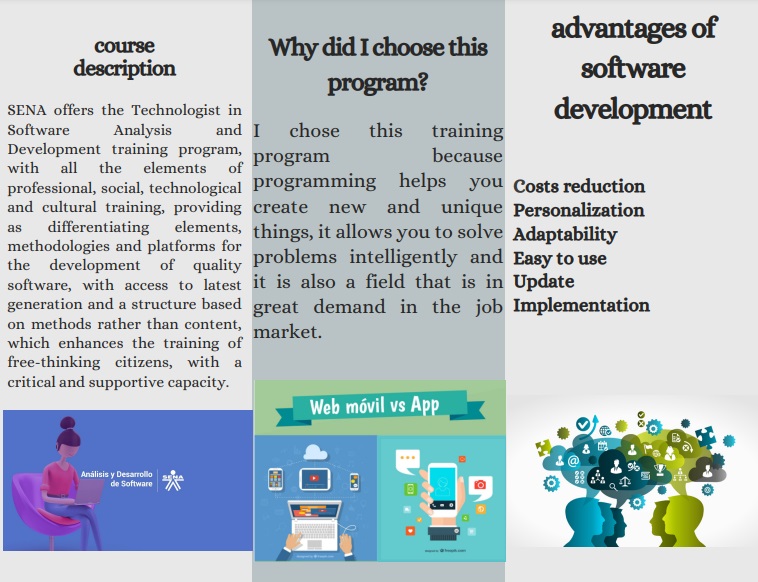 course
description
SENA offers the Technologist in
Software Analysis and
Development training program,
with all the elements of
professional, social, technological
and cultural training, providing
as differentiating elements,
methodologies and platforms for
the development of quality
software, with access to latest
generation and a structure based
on methods rather than content,
which enhances the training of
free-thinking citizens, with a
critical and supportive capacity.
Análisis y Desarrollo
de Software
SENA
Why did I choose this
program?
I chose this training
program because
programming helps you
create new and unique
things, it allows you to solve
problems intelligently and
it is also a field that is in
great demand in the job
market.
Web móvil vs App
advantages of
software
development
Costs reduction
Personalization
Adaptability
Easy to use
Update
Implementation